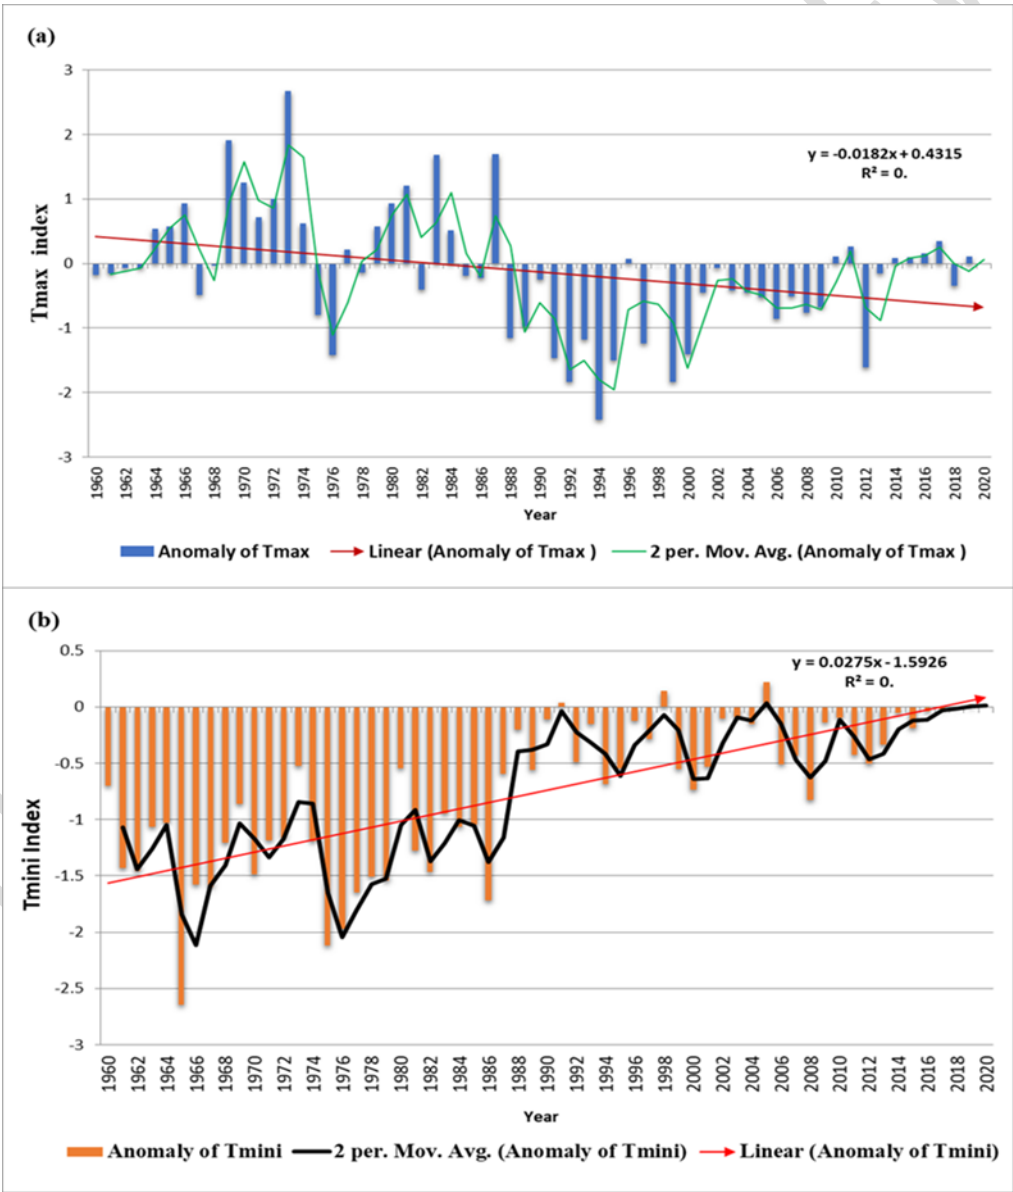 (a)
3
2
1
0
-1
-2
-3
Tmax index
y = -0.0182x + 0.4315
R² = 0.
1960 1962 1964 1966 1968 1970 1972 1974 1976 1978 1980 1982 1984 1986 1988 1990 1992 1994 1996 1998 2000 2002 2004 2006 2008 2010 2012 2014 2016 2018 2020
Year
Anomaly of Tmax Linear (Anomaly of Tmax ) 2 per. Mov. Avg. (Anomaly of Tmax )
(b)
0.5
0
-0.5
-1
-1.5
-2
-2.5
-3
Tmini Index
y = 0.0275x - 1.5926
R² = 0.
1960 1962 1964 1966 1968 1970 1972 1974 1976 1978 1980 1982 1984 1986 1988 1990 1992 1994 1996 1998 2000 2002 2004 2006 2008 2010 2012 2014 2016 2018 2020
Year
Anomaly of Tmini 2 per. Mov. Avg. (Anomaly of Tmini) Linear (Anomaly of Tmini)